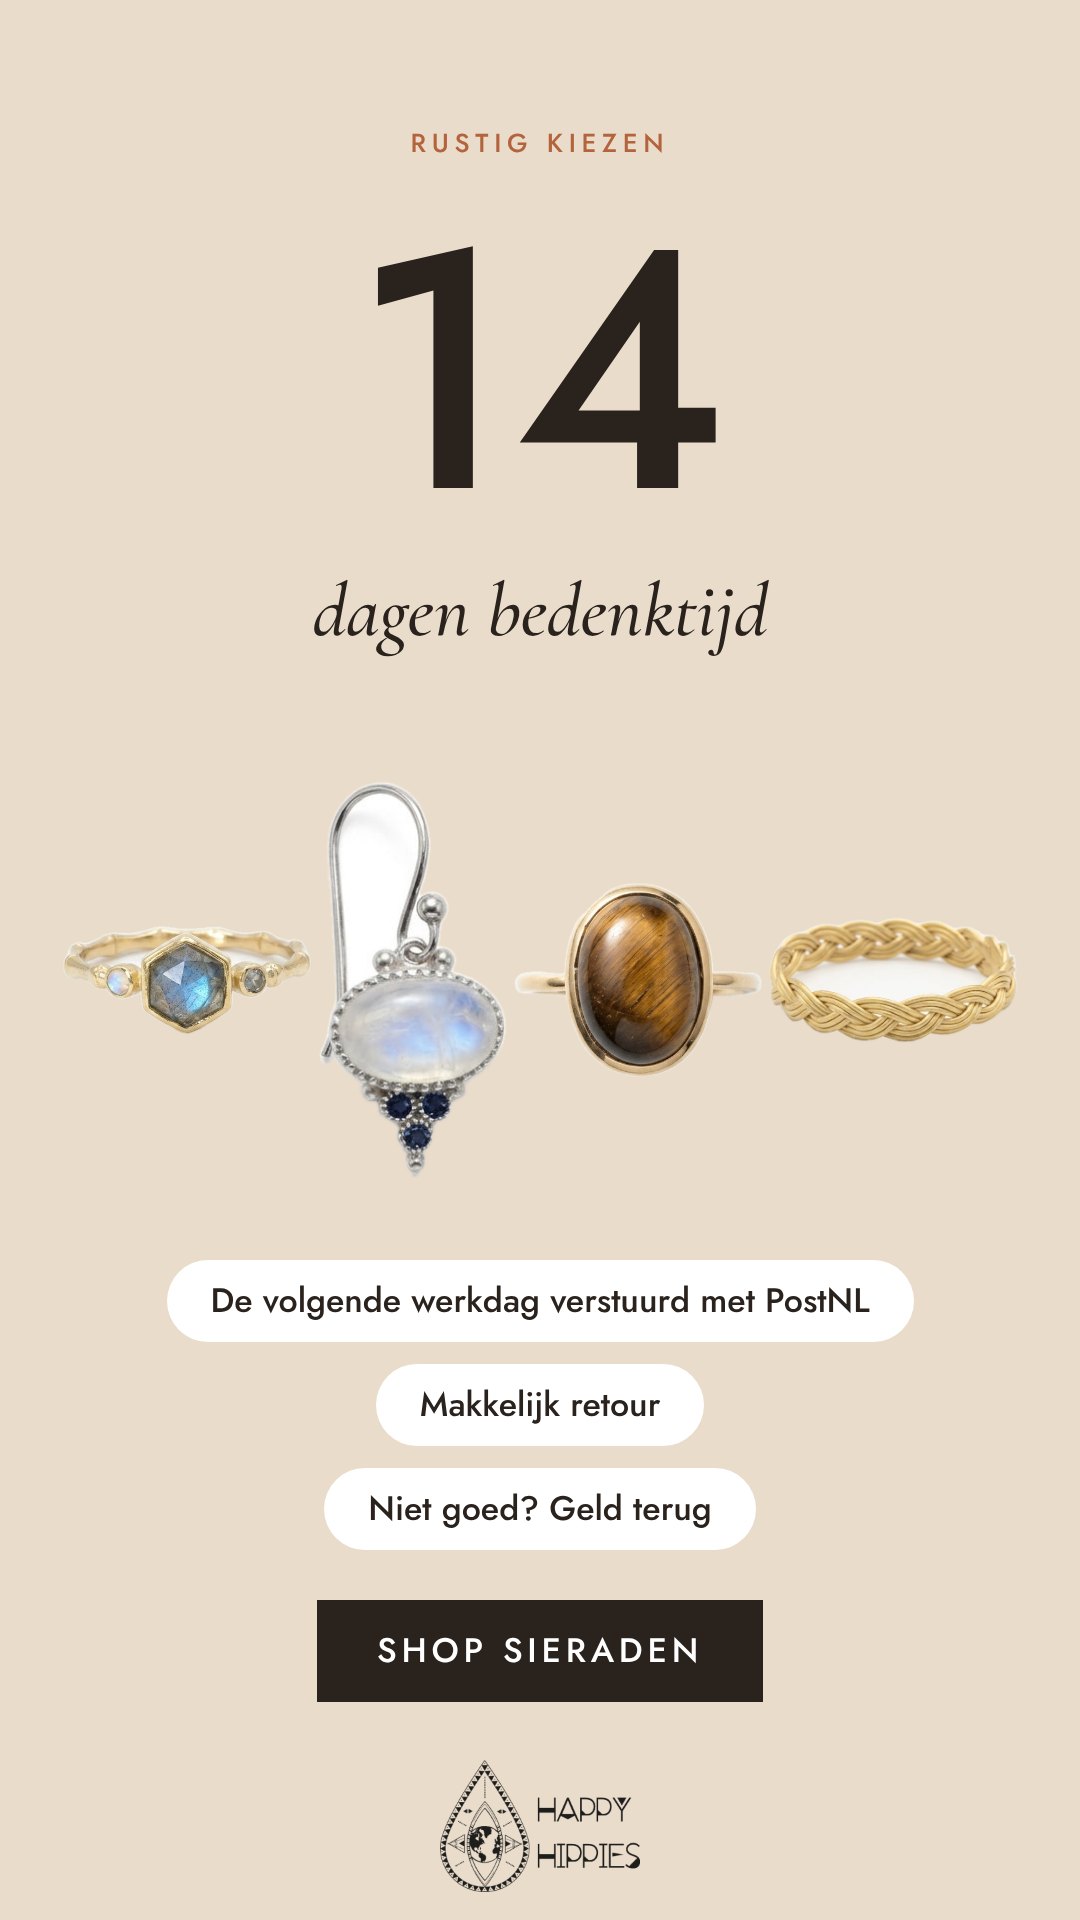 RUSTIG KIEZEN
14
dagen bedenktijd
De volgende werkdag verstuurd met PostNL
Makkelijk retour
Niet goed? Geld terug
SHOP SIERADEN
HAPPY
HIPPIES